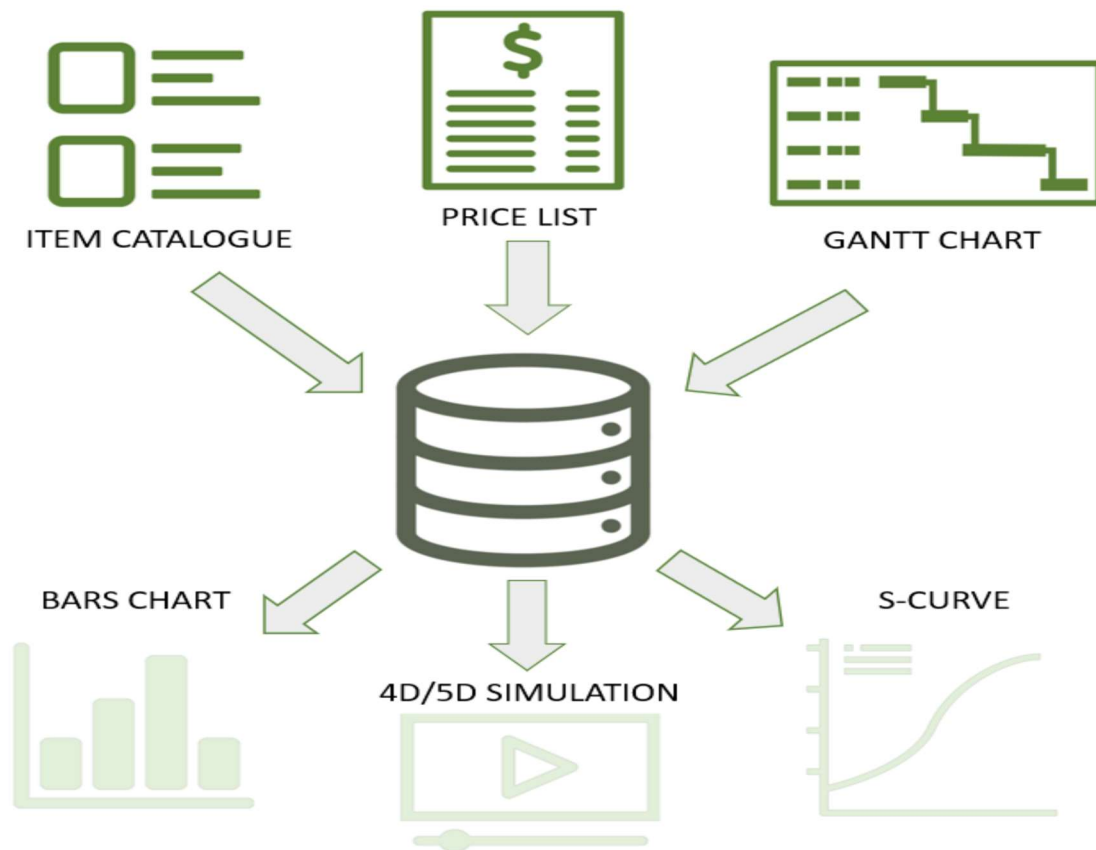 $
ITEM CATALOGUE
PRICE LIST
GANTT CHART
BARS CHART
S-CURVE
4D/5D SIMULATION